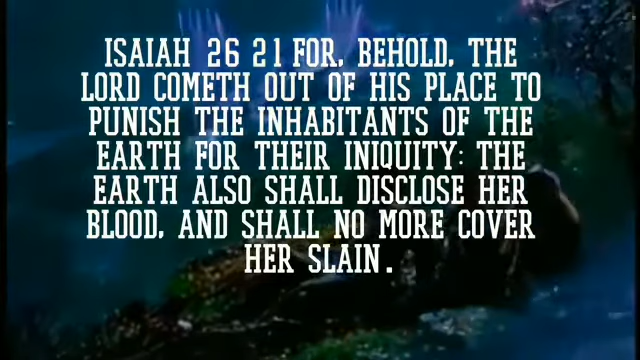 ISAIAH 26 21 FOR, BEHOLD, THE
LORD COMETH OUT OF HIS PLACE TO
PUNISH THE INHABITANTS OF THE
EARTH FOR THEIR INIQUITY: THE
EARTH ALSO SHALL DISCLOSE HER
BLOOD, AND SHALL NO MORE COVER
HER SLAIN.